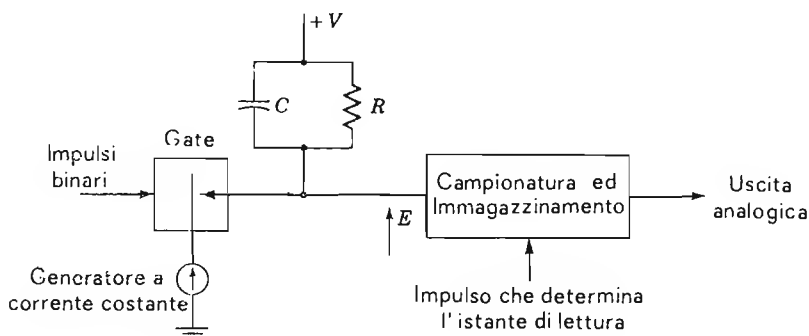 + V
C
R
Gate
Impulsi
binari
Campionatura ed
Immagazzinamento
Uscita
analogica
E
Generatore a
corrente costante
Impulso che determina
l'istante di lettura